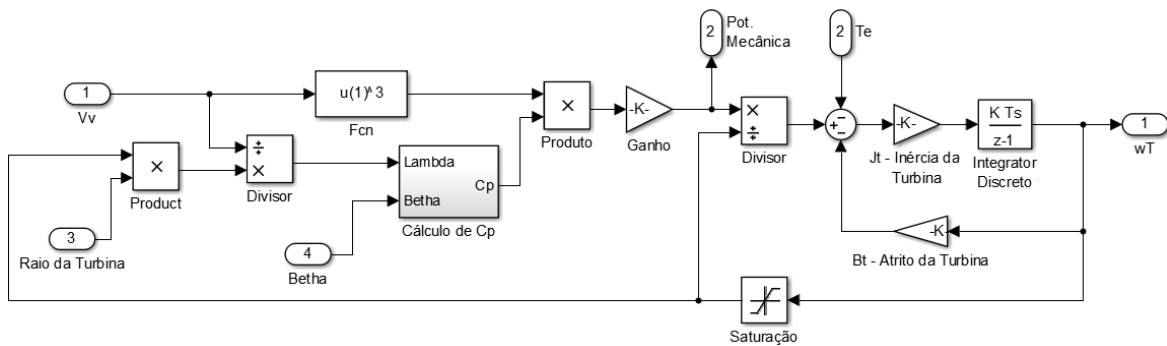 2
Pot.
Mecânica
2
Te
1
Vv
u(1)^3
Fcn
×
Produto
-K-
Ganho
×
÷
Divisor
+
−
−
-K-
Jt - Inércia da
Turbina
K Ts
z-1
Integrator
Discreto
1
wT
×
Product
÷
×
Divisor
Lambda
Betha
Cp
Cálculo de Cp
3
Raio da Turbina
4
Betha
-K
Bt - Atrito da Turbina
Saturação